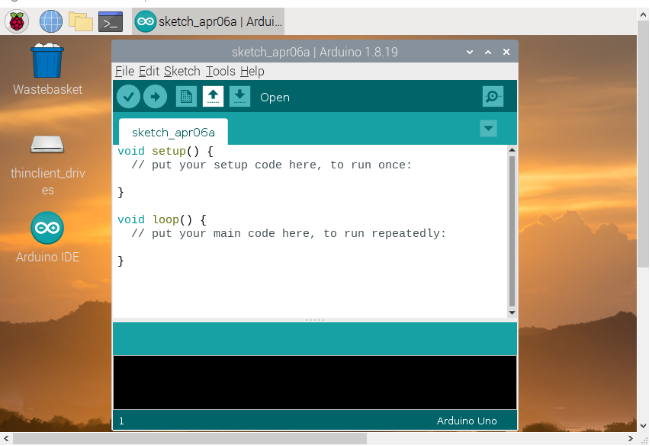 sketch_apr06a | Ardui...
Wastebasket
thinclient_driv
es
Arduino IDE
sketch_apr06a | Arduino 1.8.19
File Edit Sketch Tools Help
Open
sketch_apr06a
void setup() {
  // put your setup code here, to run once:
}
void loop() {
  // put your main code here, to run repeatedly:
}
1
Arduino Uno